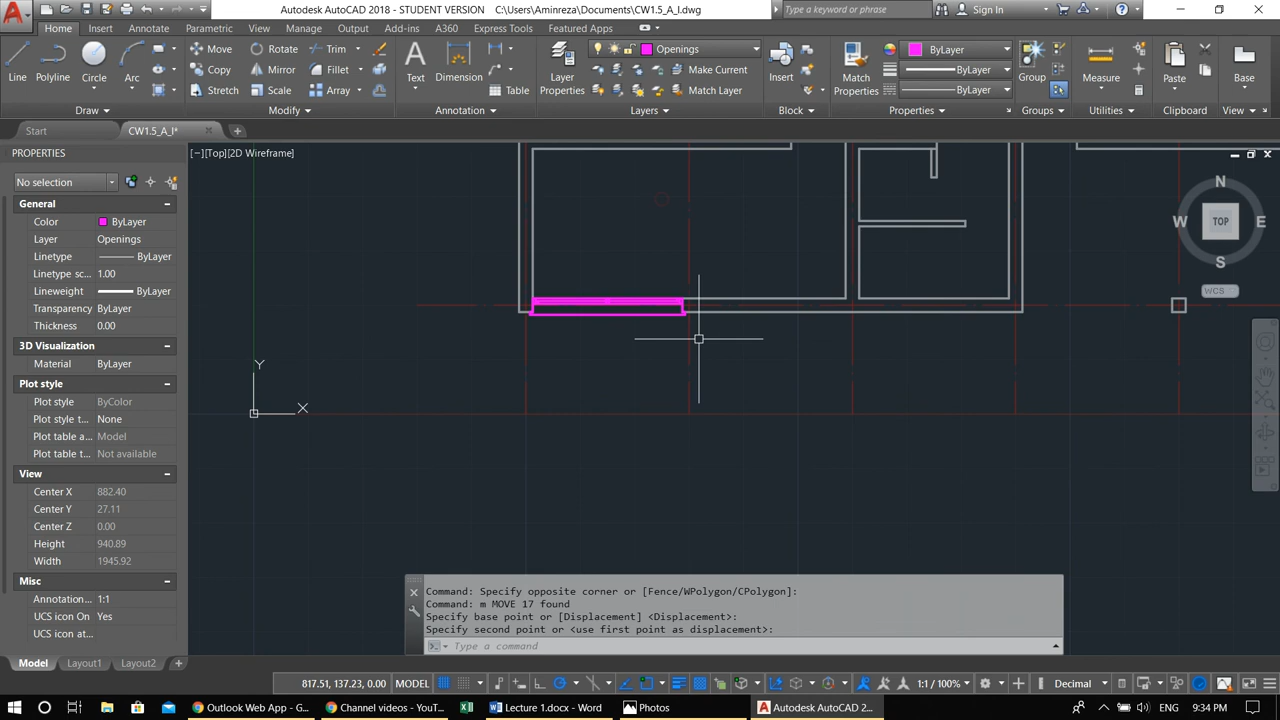 Autodesk AutoCAD 2018 - STUDENT VERSION C:\Users\Aminreza\Documents\CW1.5_A_I.dwg
Type a keyword or phrase
Sign In
Home Insert Annotate Parametric View Manage Output Add-ins A360 Express Tools Featured Apps
Line Polyline Circle Arc
Move Rotate Trim
Copy Mirror Fillet
Stretch Scale Array
Text Dimension Table
Layer Properties
Openings
Make Current
Match Layer
Insert
Match Properties
ByLayer
ByLayer
ByLayer
Group
Measure
Paste
Base
Draw Modify Annotation Layers Block Properties Groups Utilities Clipboard View
Start CW1.5_A_I*
PROPERTIES
[−][Top][2D Wireframe]
No selection
General
Color ByLayer
Layer Openings
Linetype ByLayer
Linetype sc... 1.00
Lineweight ByLayer
Transparency ByLayer
Thickness 0.00
3D Visualization
Material ByLayer
Plot style
Plot style ByColor
Plot style t... None
Plot table a... Model
Plot table t... Not available
View
Center X 882.40
Center Y 27.11
Center Z 0.00
Height 940.89
Width 1945.92
Misc
Annotation... 1:1
UCS icon On Yes
UCS icon at...
N
W TOP E
S
WCS
Y
X
Command: Specify opposite corner or [Fence/WPolygon/CPolygon]:
Command: m MOVE 17 found
Specify base point or [Displacement] <Displacement>:
Specify second point or <use first point as displacement>:
Type a command
Model Layout1 Layout2
817.51, 137.23, 0.00 MODEL 1:1 / 100% Decimal
Outlook Web App - G... Channel videos - YouT... Lecture 1.docx - Word Photos Autodesk AutoCAD 2... ENG 9:34 PM